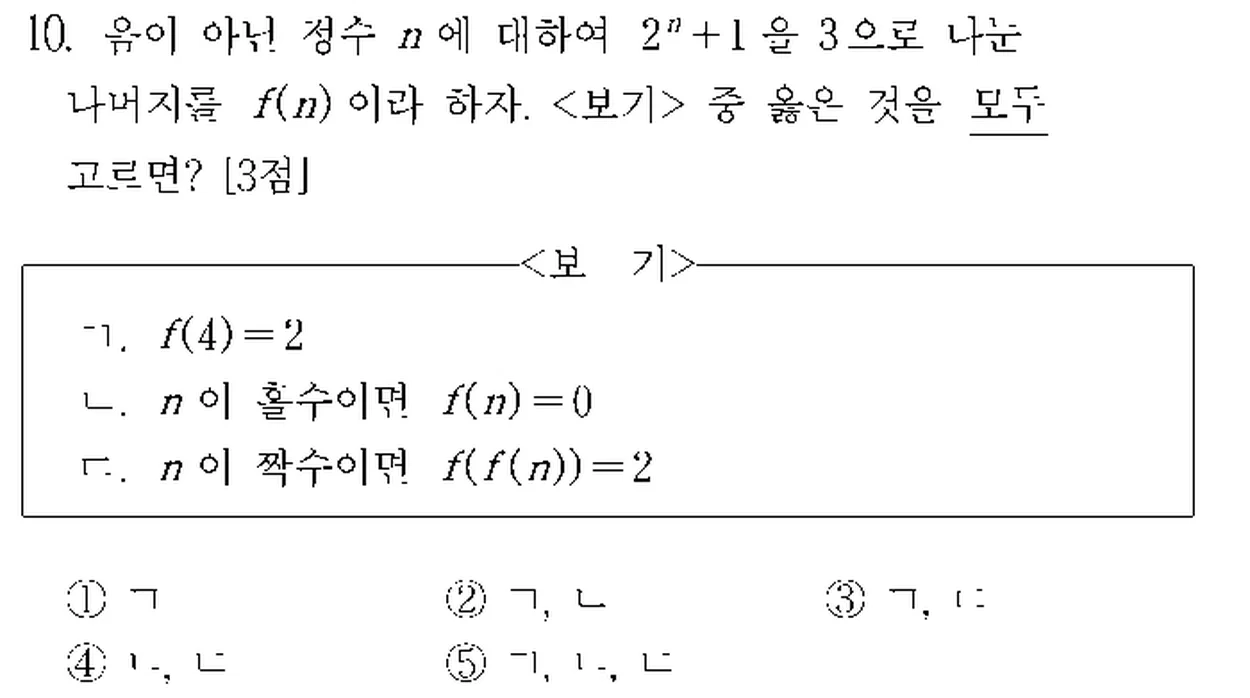 10. 음이 아닌 정수 n에 대하여 2ⁿ+1을 3으로 나눈
나머지를 f(n)이라 하자. <보기> 중 옳은 것을 모두
고르면? [3점]
<보 기>
ㄱ. f(4)=2
ㄴ. n이 홀수이면 f(n)=0
ㄷ. n이 짝수이면 f(f(n))=2
① ㄱ ② ㄱ, ㄴ ③ ㄱ, ㄷ
④ ㄴ, ㄷ ⑤ ㄱ, ㄴ, ㄷ